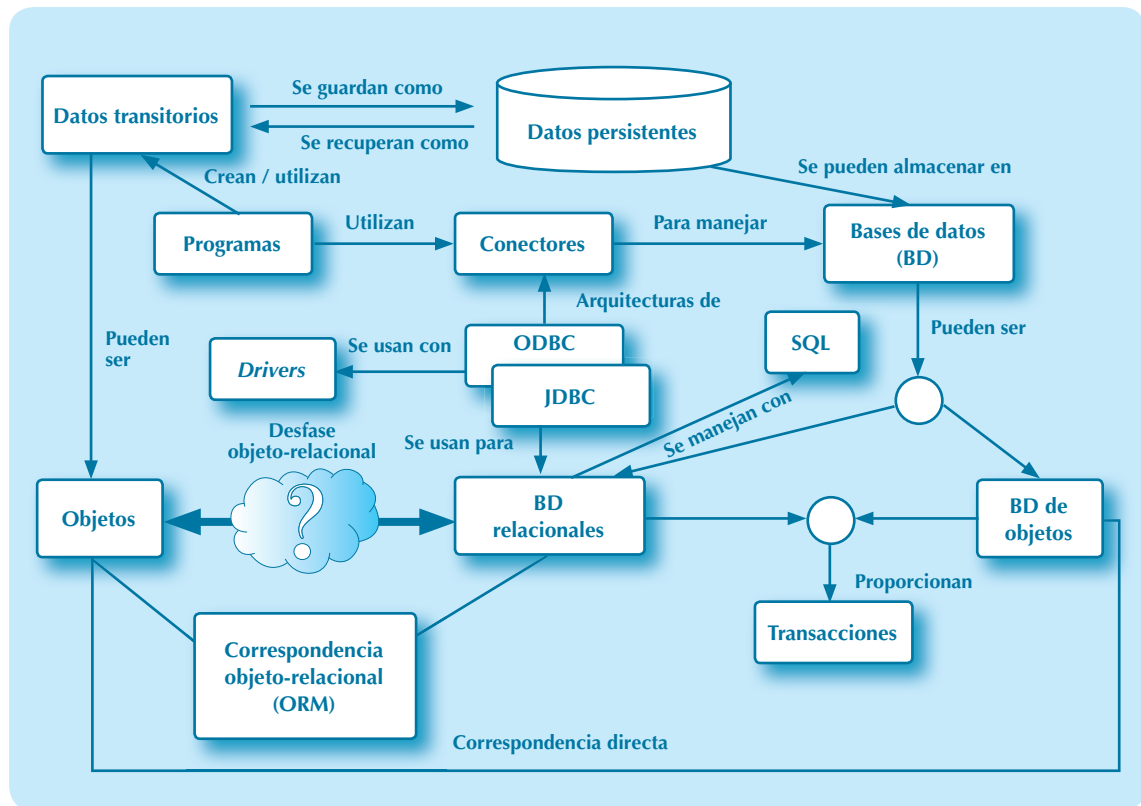 Se guardan como
Datos transitorios
Datos persistentes
Se recuperan como
Crean / utilizan
Se pueden almacenar en
Programas
Utilizan
Conectores
Para manejar
Bases de datos
(BD)
Arquitecturas de
Pueden
ser
Drivers
Se usan con
ODBC
JDBC
SQL
Pueden ser
Desfase
objeto-relacional
Se usan para
Se manejan con
Objetos
?
BD
relacionales
BD de
objetos
Proporcionan
Transacciones
Correspondencia
objeto-relacional
(ORM)
Correspondencia directa